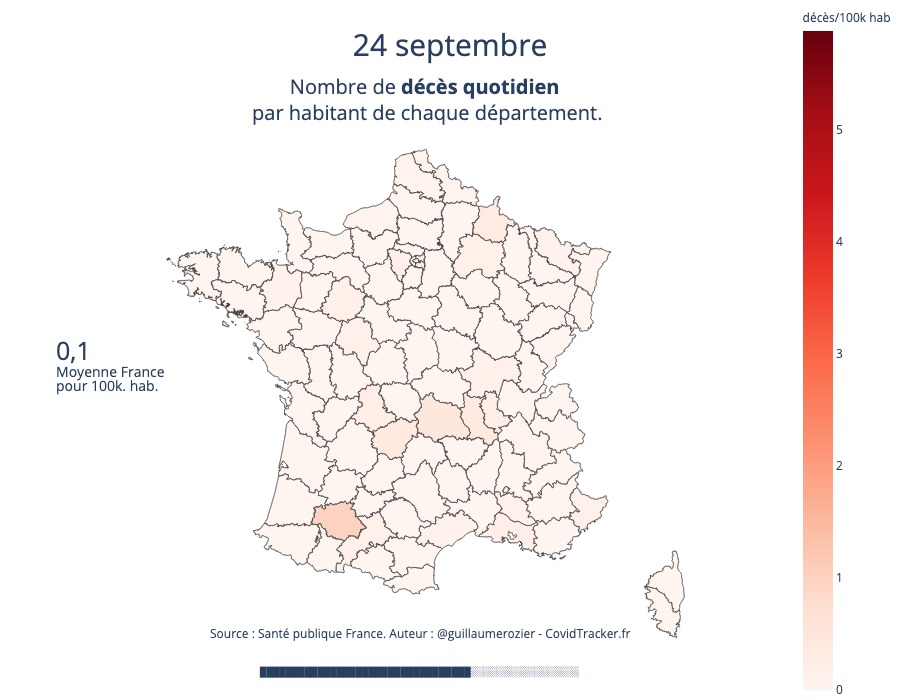 décès/100k hab
24 septembre
Nombre de décès quotidien
par habitant de chaque département.
5
4
0,1
Moyenne France
pour 100k. hab.
3
2
1
Source : Santé publique France. Auteur : @guillaumerozier - CovidTracker.fr
0